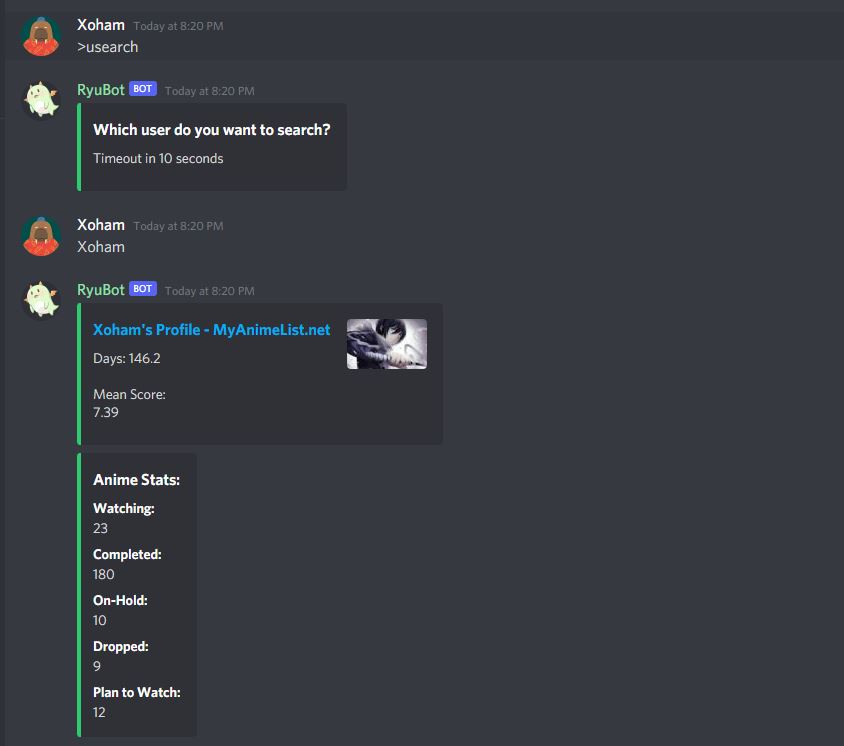 Xoham Today at 8:20 PM
>usearch
RyuBot BOT Today at 8:20 PM
Which user do you want to search?
Timeout in 10 seconds
Xoham Today at 8:20 PM
Xoham
RyuBot BOT Today at 8:20 PM
Xoham's Profile - MyAnimeList.net
Days: 146.2
Mean Score:
7.39
Anime Stats:
Watching:
23
Completed:
180
On-Hold:
10
Dropped:
9
Plan to Watch:
12